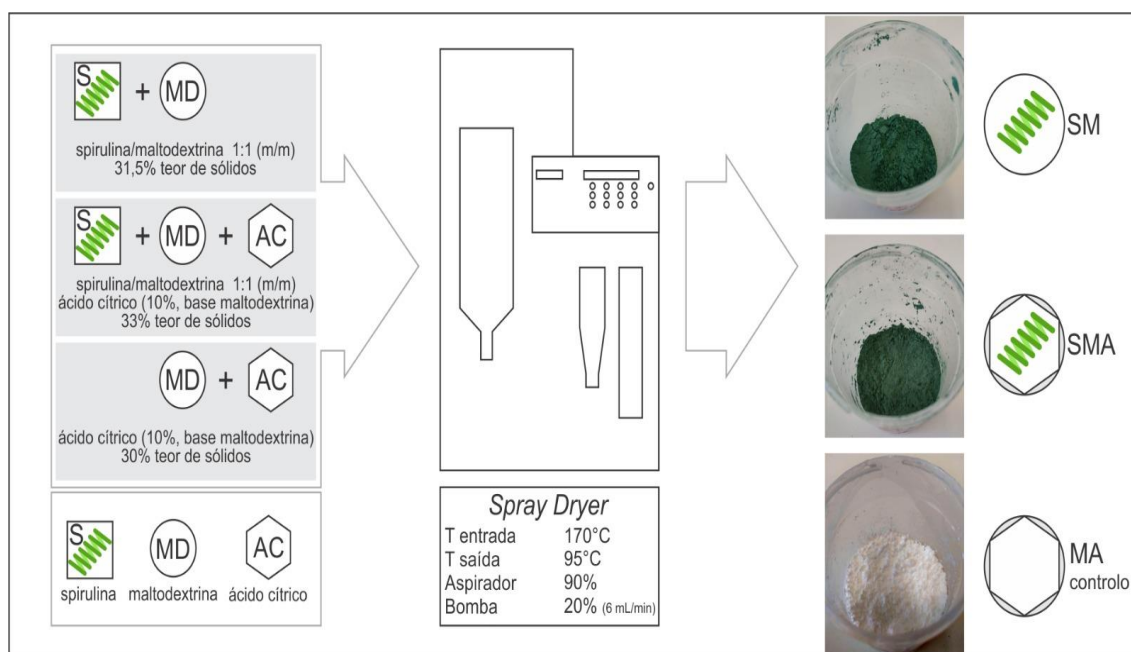 S + MD
spirulina/maltodextrina 1:1 (m/m)
31,5% teor de sólidos
S + MD + AC
spirulina/maltodextrina 1:1 (m/m)
ácido cítrico (10%, base maltodextrina)
33% teor de sólidos
MD + AC
ácido cítrico (10%, base maltodextrina)
30% teor de sólidos
S MD AC
spirulina maltodextrina ácido cítrico
Spray Dryer
T entrada 170°C
T saída 95°C
Aspirador 90%
Bomba 20% (6 mL/min)
SM
SMA
MA
controlo